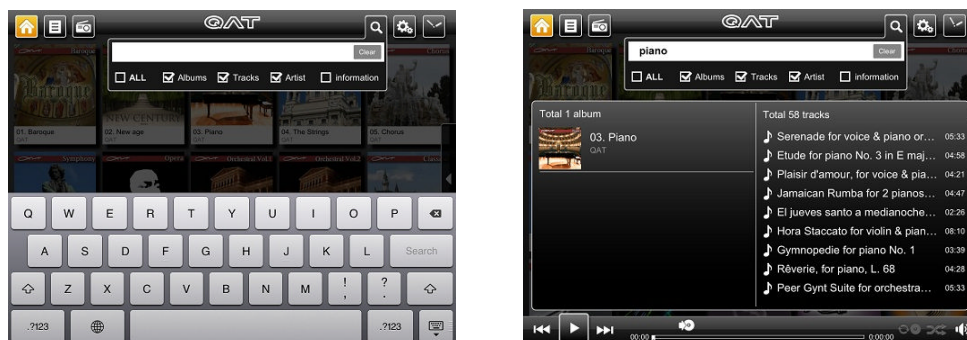 QAT
Clear
ALL Albums Tracks Artist information
Baroque
Chorus
Baroque
NEW CENTURY
01. Baroque 02. New age 03. Piano 04. The Strings 05. Chorus
QAT QAT QAT QAT QAT
Symphony Opera Orchestral Vol.1 Orchestral Vol.2
Q W E R T Y U I O P
A S D F G H J K L Search
Z X C V B N M ! , ? .
.?123 .?123
QAT
piano Clear
ALL Albums Tracks Artist information
Total 1 album
03. Piano
QAT
Total 58 tracks
Serenade for voice & piano or... 05:33
Etude for piano No. 3 in E maj... 04:58
Plaisir d'amour, for voice & pia... 04:21
Jamaican Rumba for 2 pianos... 04:47
El jueves santo a medianoche... 02:26
Hora Staccato for violin & pian... 08:10
Gymnopedie for piano No. 1 03:39
Rêverie, for piano, L. 68 04:28
Peer Gynt Suite for orchestra... 05:33
00:00 0:00:00